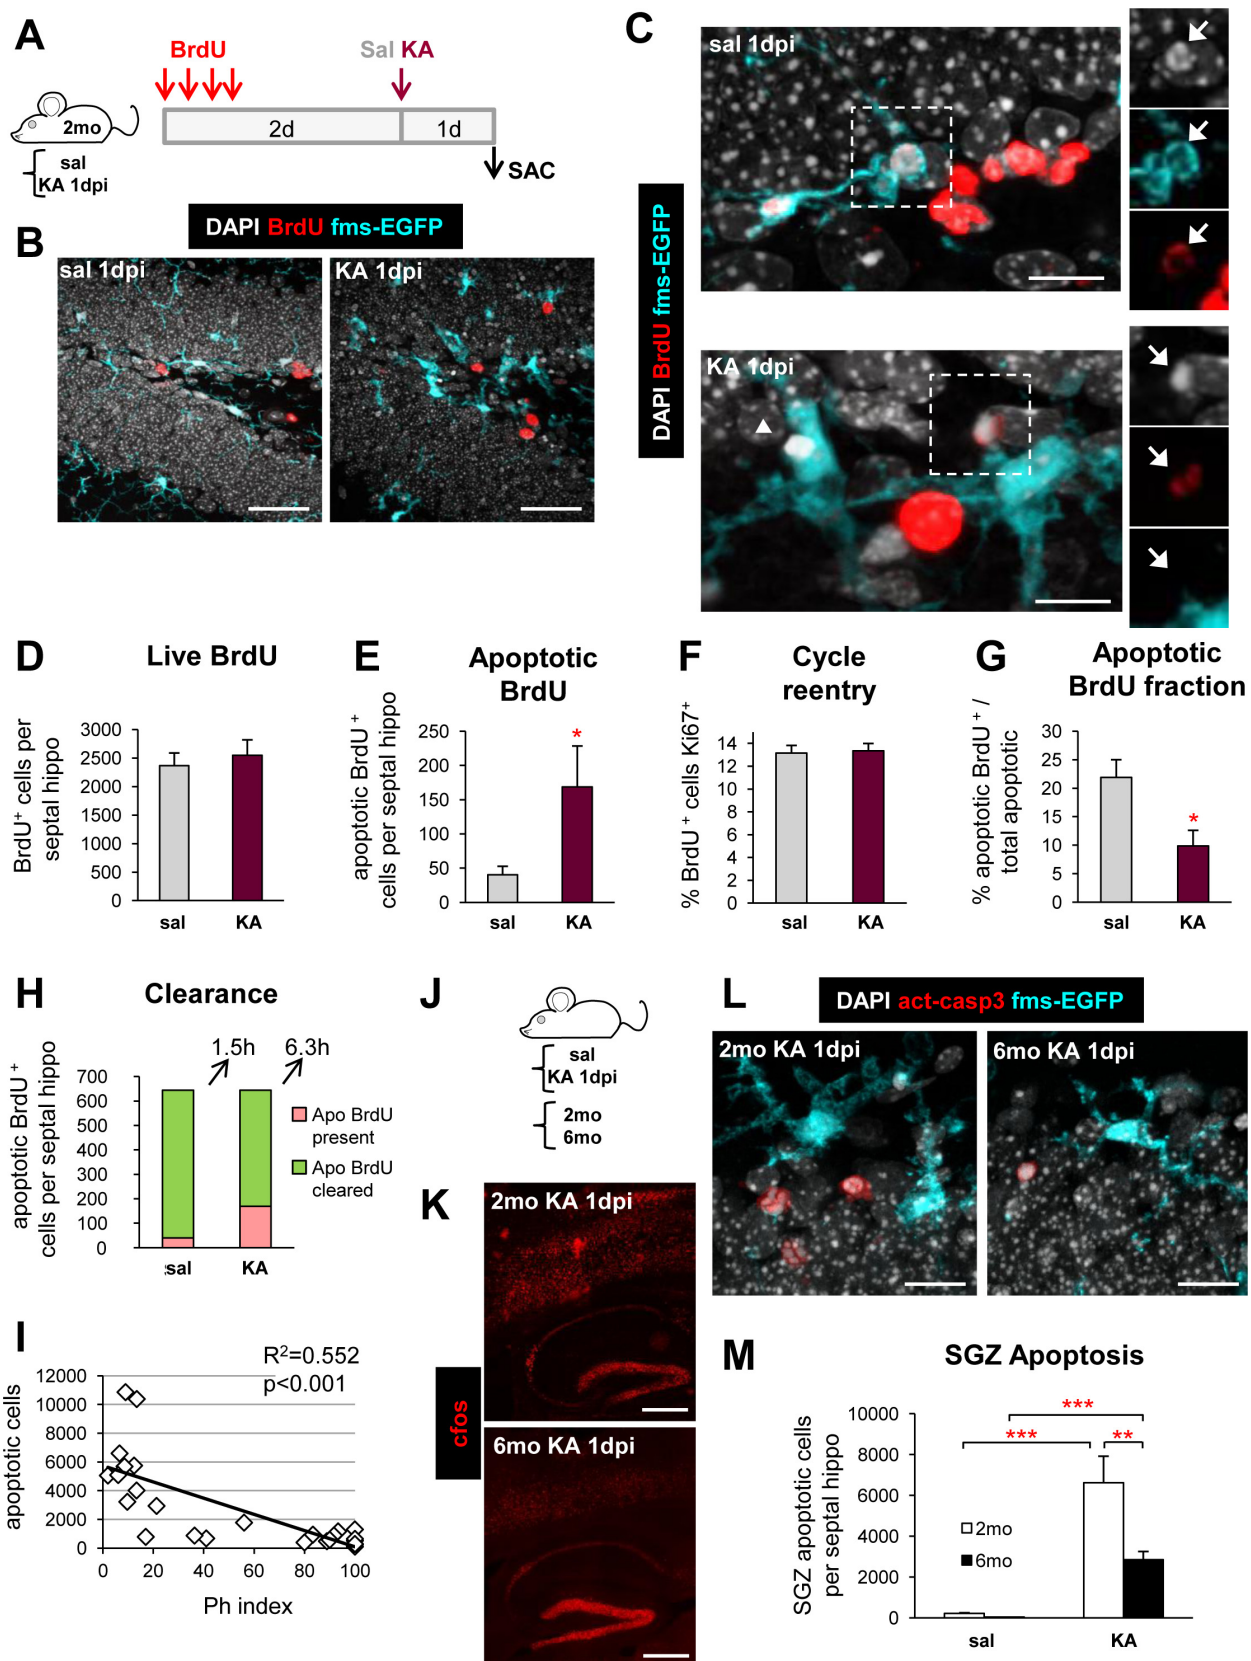 A
BrdU
Sal KA
2mo
2d
1d
sal
KA 1dpi
SAC
DAPI BrdU fms-EGFP
B
sal 1dpi
KA 1dpi
C
DAPI BrdU fms-EGFP
sal 1dpi
KA 1dpi
D
Live BrdU
BrdU+ cells per
septal hippo
3000
2500
2000
1500
1000
500
0
sal
KA
E
Apoptotic
BrdU
apoptotic BrdU +
cells per septal hippo
250
200
150
100
50
0
*
sal
KA
F
Cycle
reentry
% BrdU + cells Ki67+
14
12
10
8
6
4
2
0
sal
KA
G
Apoptotic
BrdU fraction
% apoptotic BrdU + /
total apoptotic
30
25
20
15
10
5
0
*
sal
KA
H
Clearance
1.5h
6.3h
apoptotic BrdU +
cells per septal hippo
700
600
500
400
300
200
100
0
Apo BrdU
present
Apo BrdU
cleared
sal
KA
I
R2=0.552
p<0.001
apoptotic cells
12000
10000
8000
6000
4000
2000
0
0 20 40 60 80 100
Ph index
J
sal
KA 1dpi
2mo
6mo
K
cfos
2mo KA 1dpi
6mo KA 1dpi
L
DAPI act-casp3 fms-EGFP
2mo KA 1dpi
6mo KA 1dpi
M
SGZ Apoptosis
SGZ apoptotic cells
per septal hippo
10000
8000
6000
4000
2000
0
***
***
**
2mo
6mo
sal
KA